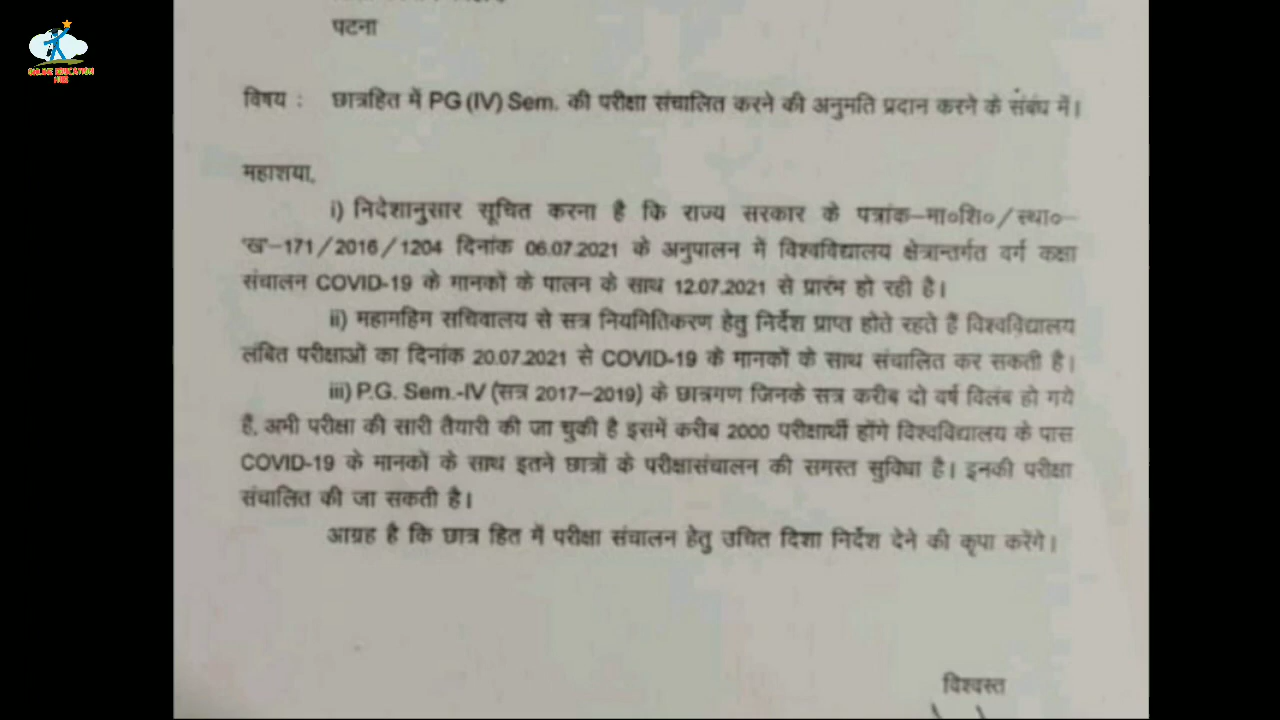 ONLINE EDUCATION
HUB
पटना
विषय : छात्रहित में PG (IV) Sem. की परीक्षा संचालित करने की अनुमति प्रदान करने के संबंध में।
महाशया,
i) निदेशानुसार सूचित करना है कि राज्य सरकार के पत्रांक–मा०शि०/स्था०–
'ख'–171/2016/1204 दिनांक 06.07.2021 के अनुपालन में विश्वविद्यालय क्षेत्रान्तर्गत वर्ग कक्षा
संचालन COVID-19 के मानकों के पालन के साथ 12.07.2021 से प्रारंभ हो रही है।
ii) महामहिम सचिवालय से सत्र नियमितिकरण हेतु निर्देश प्राप्त होते रहते हैं विश्वविद्यालय
लंबित परीक्षाओं का दिनांक 20.07.2021 से COVID-19 के मानकों के साथ संचालित कर सकती है।
iii) P.G. Sem.-IV (सत्र 2017–2019) के छात्रगण जिनके सत्र करीब दो वर्ष विलंब हो गये
हैं, अभी परीक्षा की सारी तैयारी की जा चुकी है इसमें करीब 2000 परीक्षार्थी होंगे विश्वविद्यालय के पास
COVID-19 के मानकों के साथ इतने छात्रों के परीक्षासंचालन की समस्त सुविधा है। इनकी परीक्षा
संचालित की जा सकती है।
आग्रह है कि छात्र हित में परीक्षा संचालन हेतु उचित दिशा निर्देश देने की कृपा करेंगे।
विश्वस्त